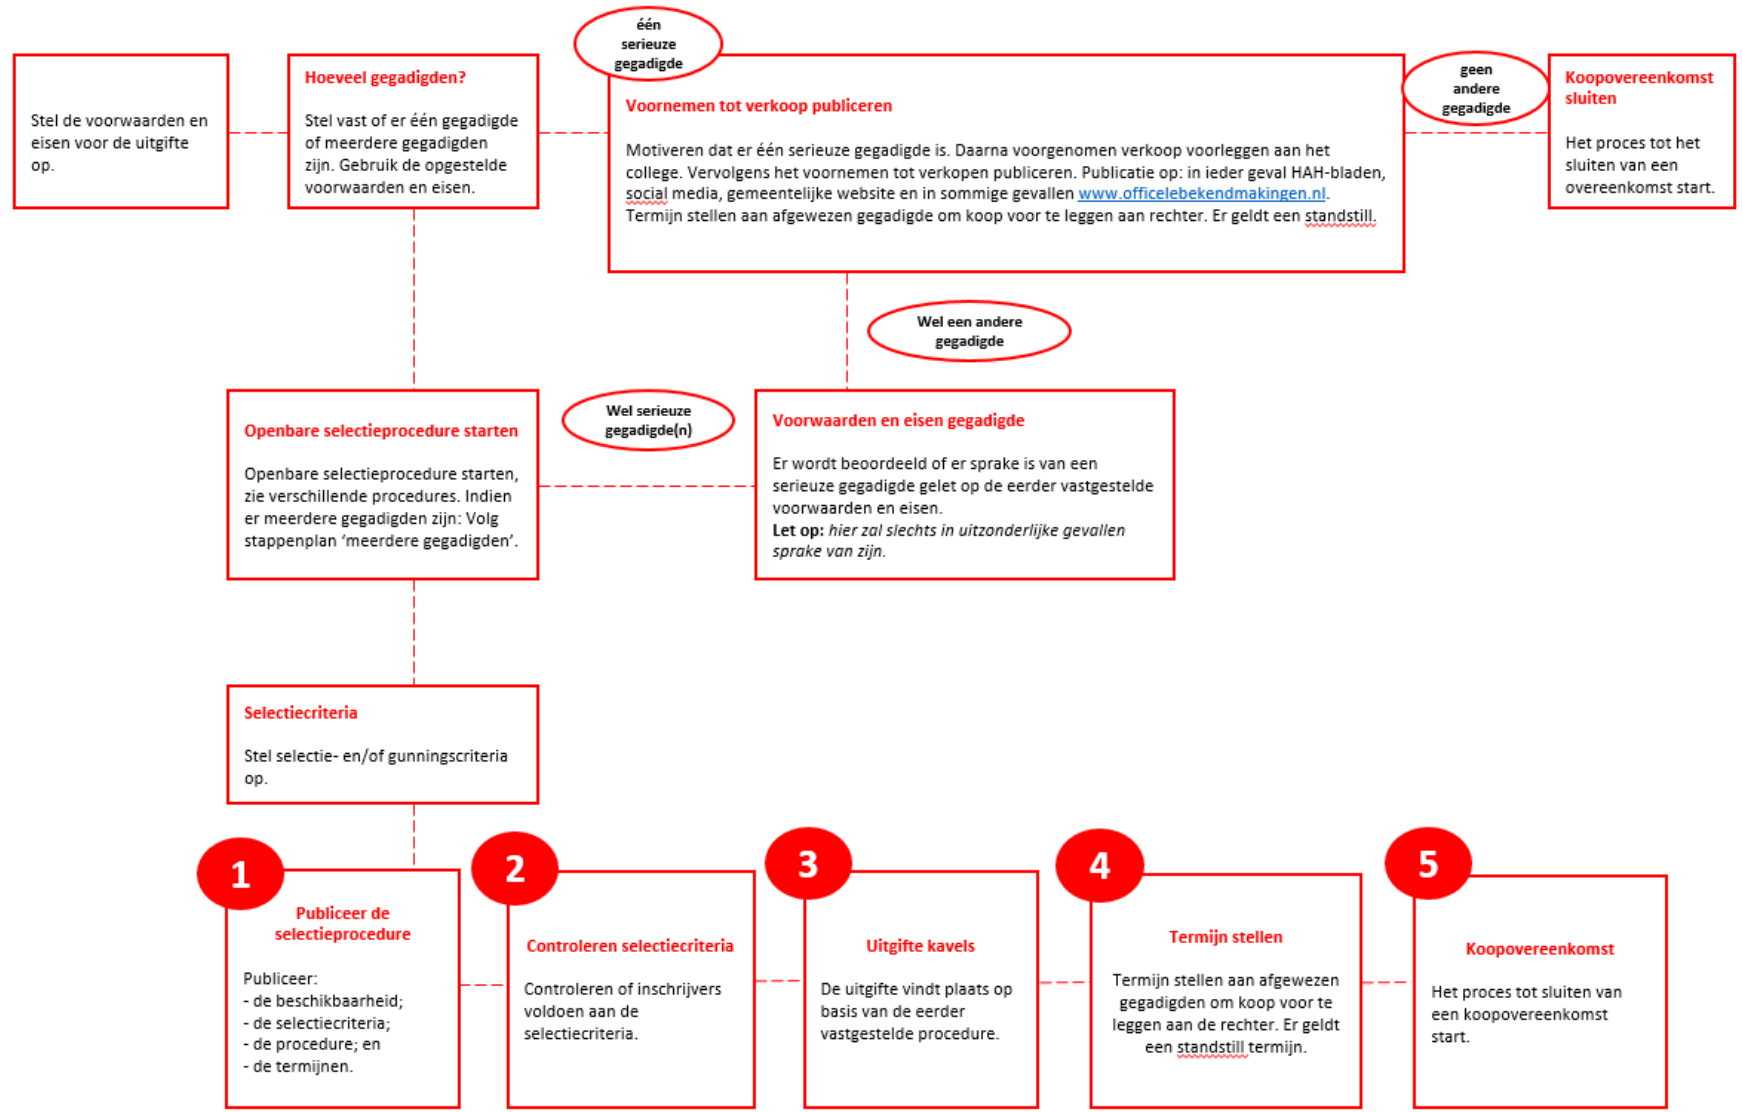 Stel de voorwaarden en
eisen voor de uitgifte
op.
Hoeveel gegadigden?
Stel vast of er één gegadigde
of meerdere gegadigden
zijn. Gebruik de opgestelde
voorwaarden en eisen.
één
serieuze
gegadigde
Voornemen tot verkoop publiceren
Motiveren dat er één serieuze gegadigde is. Daarna voorgenomen verkoop voorleggen aan het
college. Vervolgens het voornemen tot verkopen publiceren. Publicatie op: in ieder geval HAH-bladen,
social media, gemeentelijke website en in sommige gevallen www.officelebekendmakingen.nl.
Termijn stellen aan afgewezen gegadigde om koop voor te leggen aan rechter. Er geldt een standstill.
geen
andere
gegadigde
Koopovereenkomst
sluiten
Het proces tot het
sluiten van een
overeenkomst start.
Wel een andere
gegadigde
Openbare selectieprocedure starten
Openbare selectieprocedure starten,
zie verschillende procedures. Indien
er meerdere gegadigden zijn: Volg
stappenplan ‘meerdere gegadigden’.
Wel serieuze
gegadigde(n)
Voorwaarden en eisen gegadigde
Er wordt beoordeeld of er sprake is van een
serieuze gegadigde gelet op de eerder vastgestelde
voorwaarden en eisen.
Let op: hier zal slechts in uitzonderlijke gevallen
sprake van zijn.
Selectiecriteria
Stel selectie- en/of gunningscriteria
op.
1
Publiceer de
selectieprocedure
Publiceer:
- de beschikbaarheid;
- de selectiecriteria;
- de procedure; en
- de termijnen.
2
Controleren selectiecriteria
Controleren of inschrijvers
voldoen aan de
selectiecriteria.
3
Uitgifte kavels
De uitgifte vindt plaats op
basis van de eerder
vastgestelde procedure.
4
Termijn stellen
Termijn stellen aan afgewezen
gegadigden om koop voor te
leggen aan de rechter. Er geldt
een standstill termijn.
5
Koopovereenkomst
Het proces tot sluiten van
een koopovereenkomst
start.